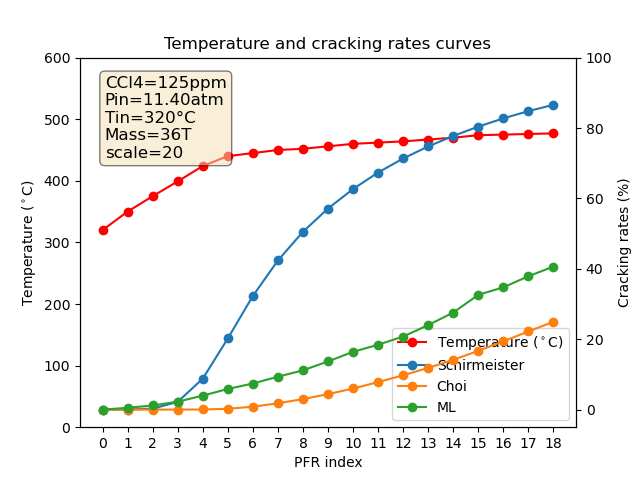 Temperature and cracking rates curves
CCl4=125ppm
Pin=11.40atm
Tin=320°C
Mass=36T
scale=20
600
500
400
300
200
100
0
Temperature (°C)
100
80
60
40
20
0
Cracking rates (%)
Temperature (°C)
Schirmeister
Choi
ML
0 1 2 3 4 5 6 7 8 9 10 11 12 13 14 15 16 17 18
PFR index